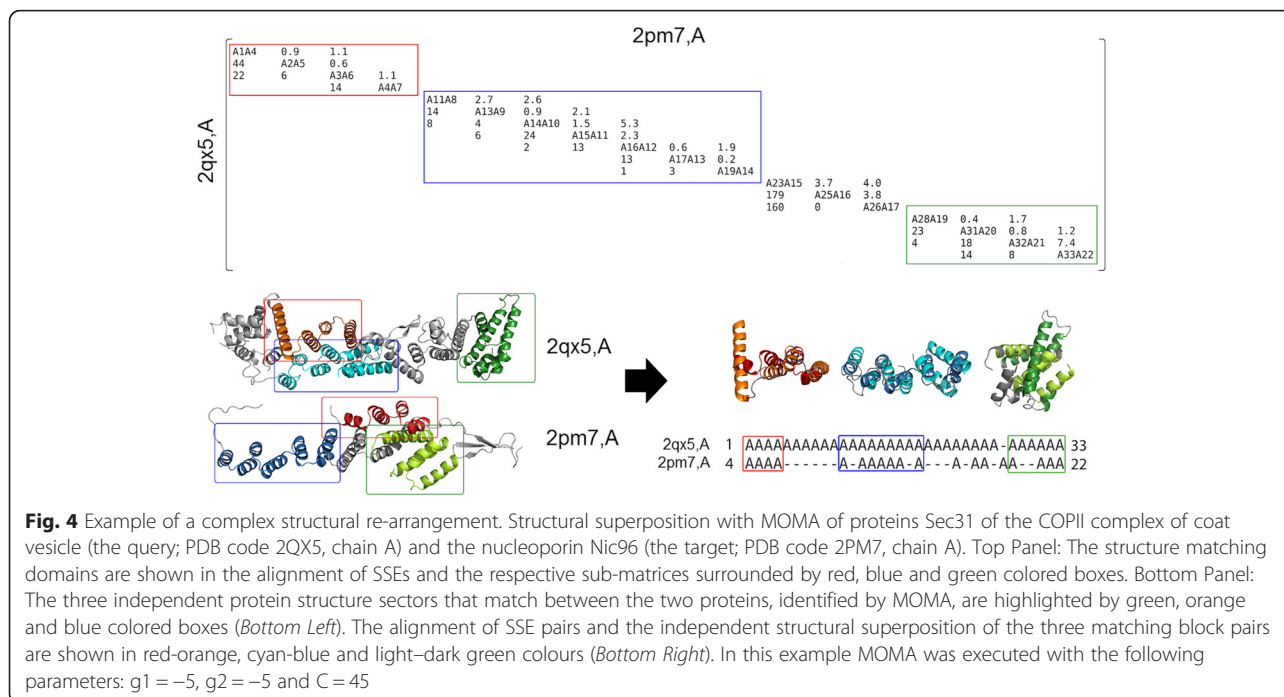 2pm7,A
2qx5,A
A1A4 0.9 1.1
44 A2A5 0.6
22 6 A3A6 1.1
14 A4A7
A11A8 2.7 2.6
14 A13A9 0.9 2.1
8 4 A14A10 1.5 5.3
6 24 A15A11 2.3
2 13 A16A12 0.6 1.9
13 A17A13 0.2
1 3 A19A14
A23A15 3.7 4.0
179 A25A16 3.8
160 0 A26A17
A28A19 0.4 1.7
23 A31A20 0.8 1.2
4 18 A32A21 7.4
14 8 A33A22
2qx5,A
2pm7,A
2qx5,A 1 AAAAAAAAAAAAAAAAAAAAAAAAAAA-AAAAAA 33
2pm7,A 4 AAAA------A-AAAAA-A---A-AA-AA--AAA 22
Fig. 4 Example of a complex structural re-arrangement. Structural superposition with MOMA of proteins Sec31 of the COPII complex of coat
vesicle (the query; PDB code 2QX5, chain A) and the nucleoporin Nic96 (the target; PDB code 2PM7, chain A). Top Panel: The structure matching
domains are shown in the alignment of SSEs and the respective sub-matrices surrounded by red, blue and green colored boxes. Bottom Panel:
The three independent protein structure sectors that match between the two proteins, identified by MOMA, are highlighted by green, orange
and blue colored boxes (Bottom Left). The alignment of SSE pairs and the independent structural superposition of the three matching block pairs
are shown in red-orange, cyan-blue and light–dark green colours (Bottom Right). In this example MOMA was executed with the following
parameters: g1 = −5, g2 = −5 and C = 45